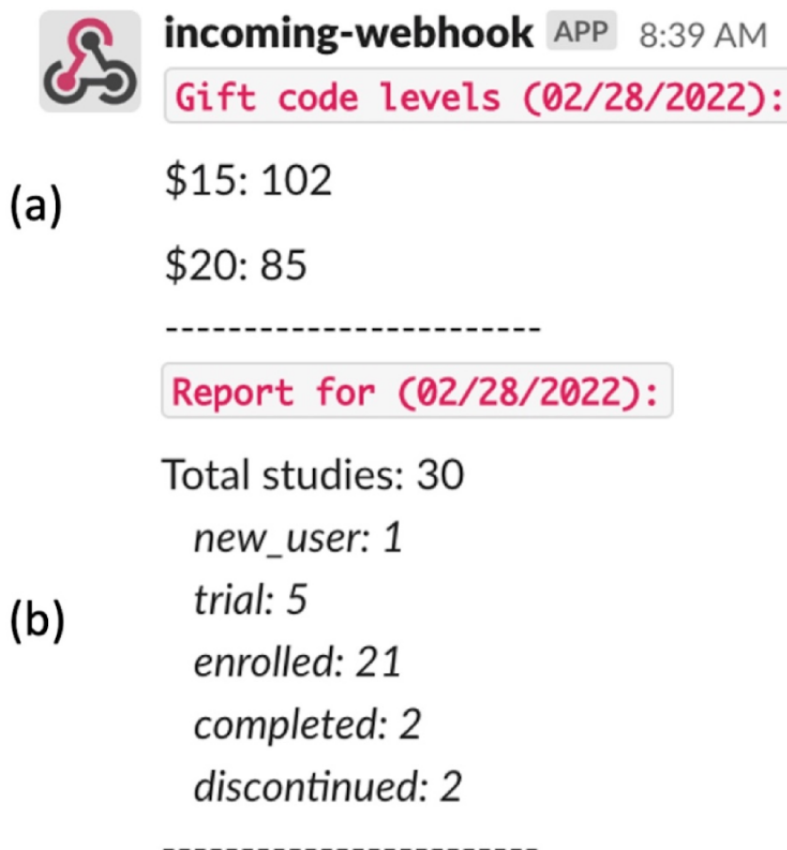 incoming-webhook APP 8:39 AM
Gift code levels (02/28/2022):
(a)
$15: 102
$20: 85
------------------------
Report for (02/28/2022):
Total studies: 30
new_user: 1
trial: 5
(b)
enrolled: 21
completed: 2
discontinued: 2
------------------------